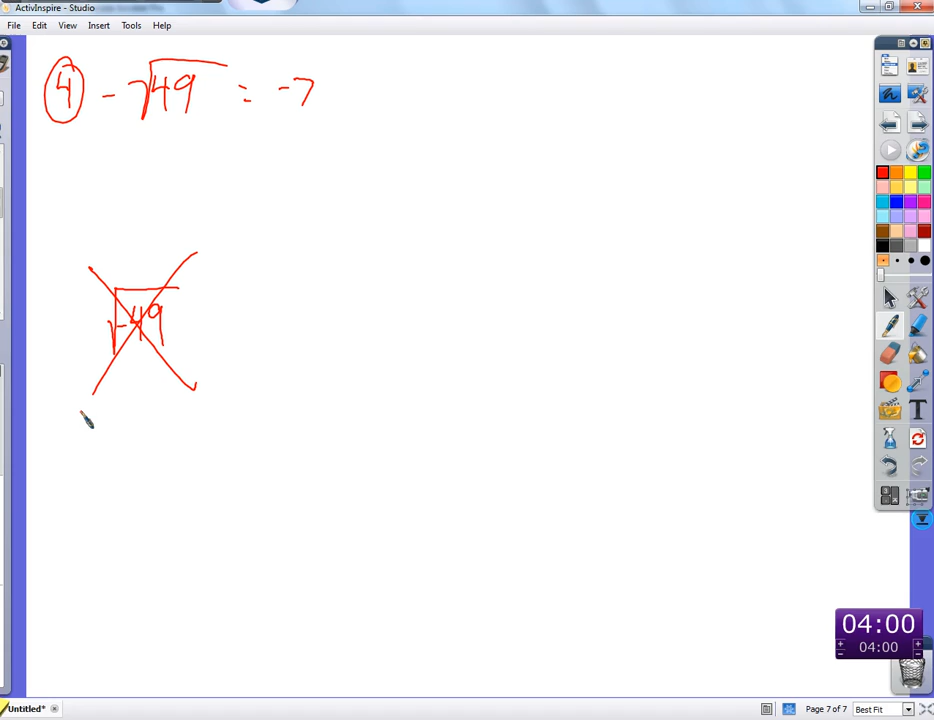 ActivInspire - Studio
File Edit View Insert Tools Help
④ - √49 = -7
√-49
04:00
04:00
Untitled*
Page 7 of 7
Best Fit